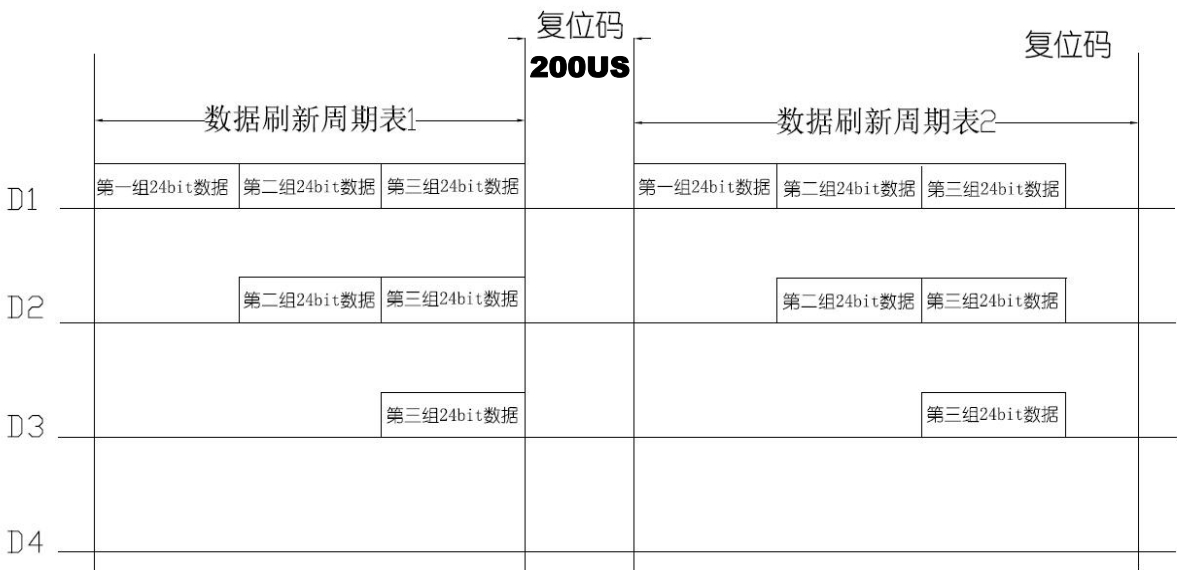 复位码
200US
复位码
数据刷新周期表1
数据刷新周期表2
D1
第一组24bit数据 第二组24bit数据 第三组24bit数据
第一组24bit数据 第二组24bit数据 第三组24bit数据
D2
第二组24bit数据 第三组24bit数据
第二组24bit数据 第三组24bit数据
D3
第三组24bit数据
第三组24bit数据
D4